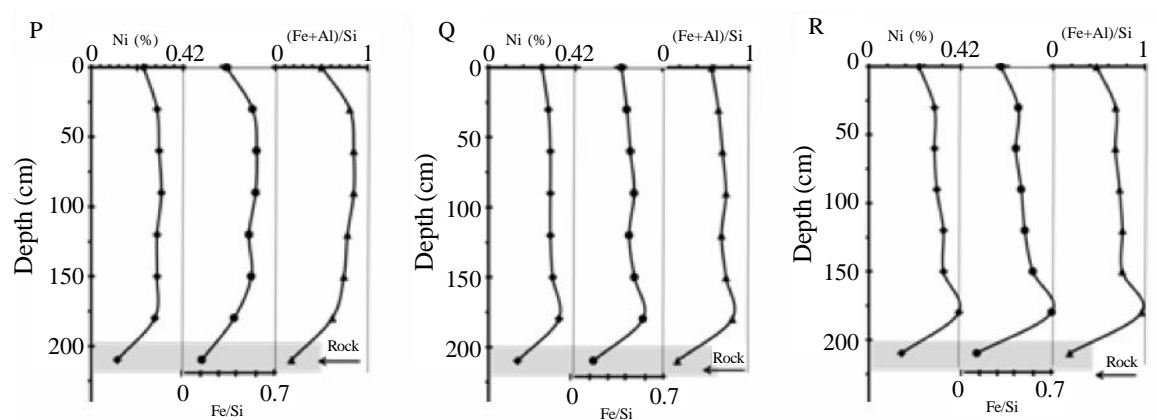 P
Ni (%) (Fe+Al)/Si
0 0.42 0 1
0
50
100
150
200
Depth (cm)
Rock
0 0.7
Fe/Si
Q
Ni (%) (Fe+Al)/Si
0 0.42 0 1
0
50
100
150
200
Depth (cm)
Rock
0 0.7
Fe/Si
R
Ni (%) (Fe+Al)/Si
0 0.42 0 1
0
50
100
150
200
Depth (cm)
Rock
0 0.7
Fe/Si